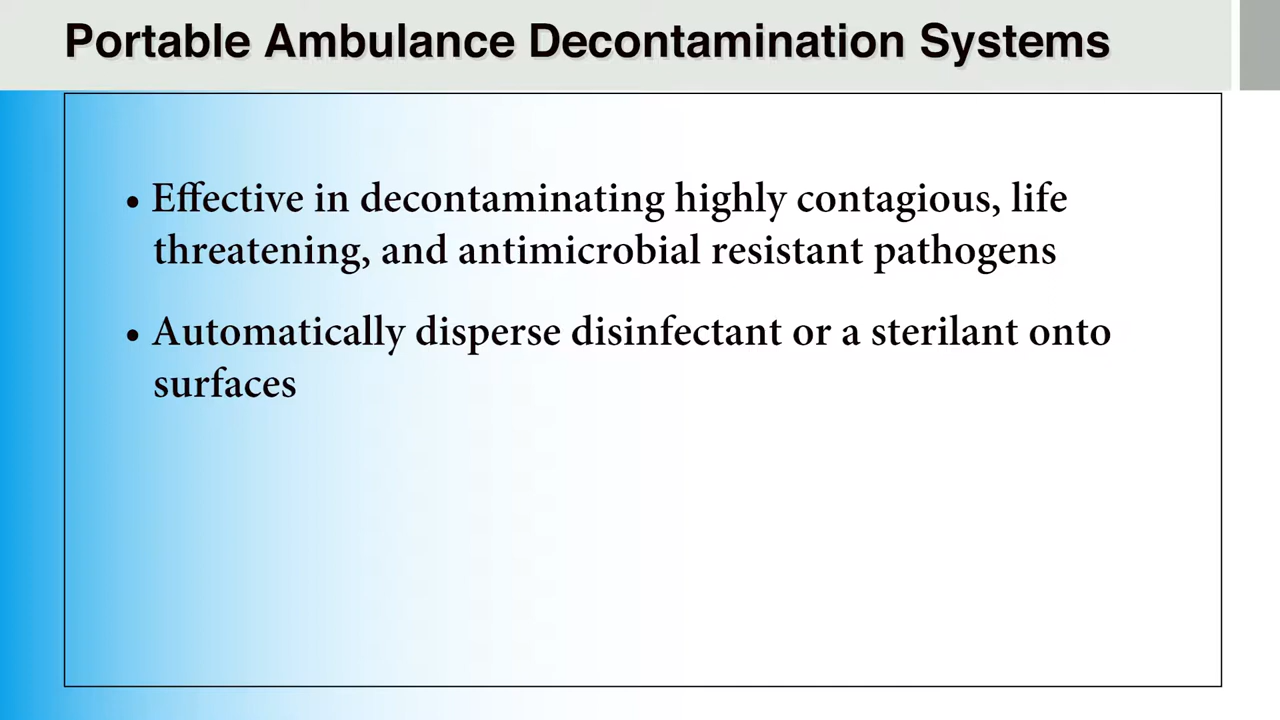 Portable Ambulance Decontamination Systems
• Effective in decontaminating highly contagious, life
threatening, and antimicrobial resistant pathogens
• Automatically disperse disinfectant or a sterilant onto
surfaces